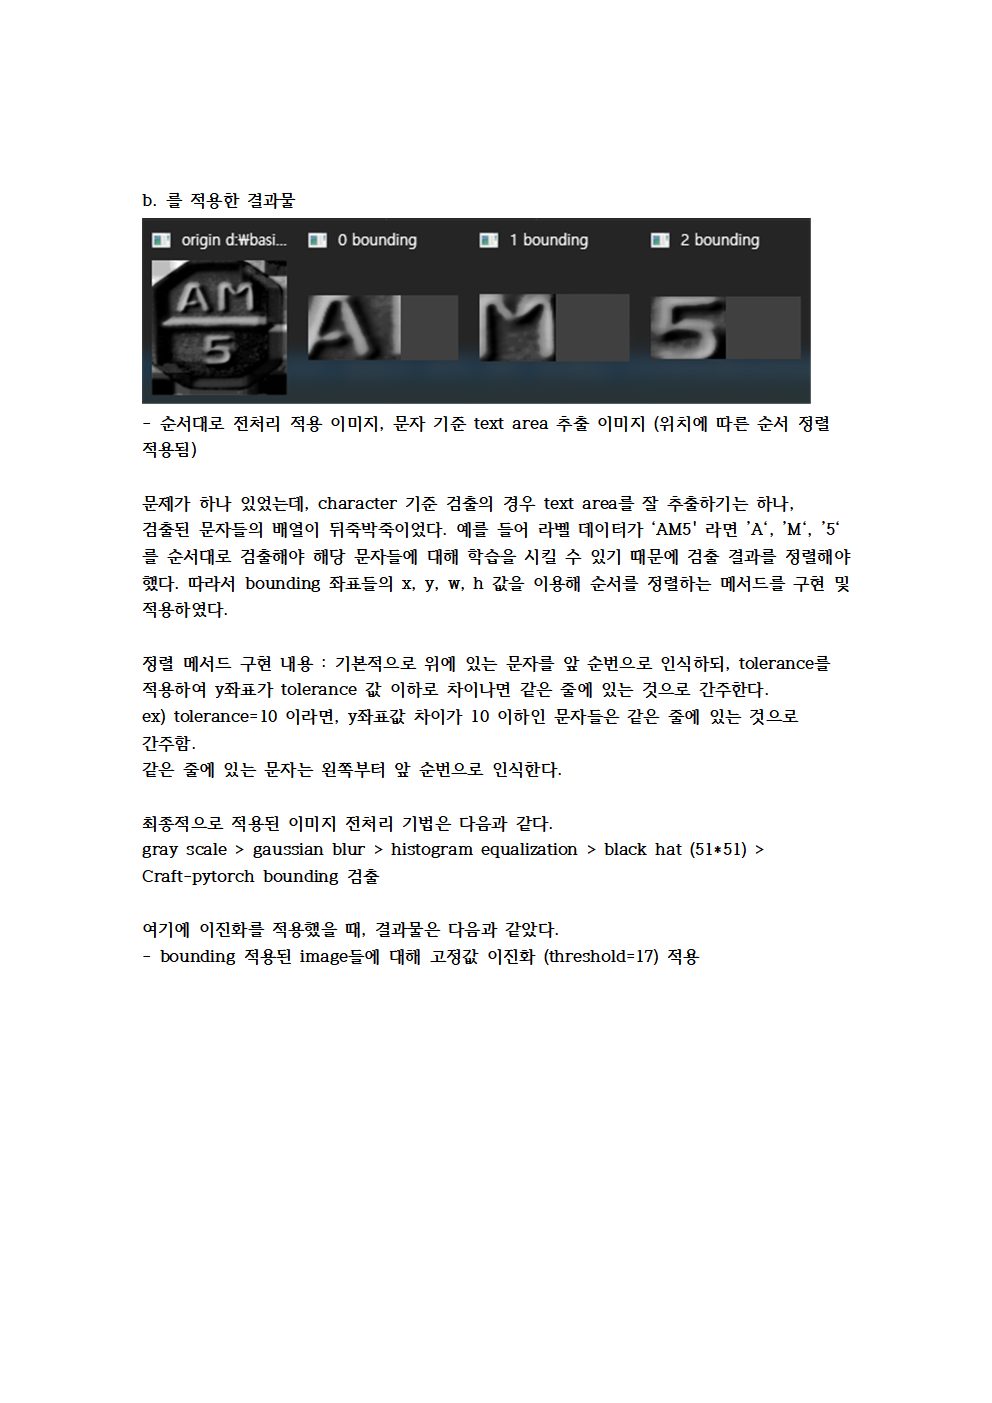 b. 를 적용한 결과물
origin d:₩basi... 0 bounding 1 bounding 2 bounding
AM
5
A M 5
- 순서대로 전처리 적용 이미지, 문자 기준 text area 추출 이미지 (위치에 따른 순서 정렬
적용됨)
문제가 하나 있었는데, character 기준 검출의 경우 text area를 잘 추출하기는 하나,
검출된 문자들의 배열이 뒤죽박죽이었다. 예를 들어 라벨 데이터가 ‘AM5' 라면 ’A‘, ’M‘, ’5‘
를 순서대로 검출해야 해당 문자들에 대해 학습을 시킬 수 있기 때문에 검출 결과를 정렬해야
했다. 따라서 bounding 좌표들의 x, y, w, h 값을 이용해 순서를 정렬하는 메서드를 구현 및
적용하였다.
정렬 메서드 구현 내용 : 기본적으로 위에 있는 문자를 앞 순번으로 인식하되, tolerance를
적용하여 y좌표가 tolerance 값 이하로 차이나면 같은 줄에 있는 것으로 간주한다.
ex) tolerance=10 이라면, y좌표값 차이가 10 이하인 문자들은 같은 줄에 있는 것으로
간주함.
같은 줄에 있는 문자는 왼쪽부터 앞 순번으로 인식한다.
최종적으로 적용된 이미지 전처리 기법은 다음과 같다.
gray scale > gaussian blur > histogram equalization > black hat (51*51) >
Craft-pytorch bounding 검출
여기에 이진화를 적용했을 때, 결과물은 다음과 같았다.
- bounding 적용된 image들에 대해 고정값 이진화 (threshold=17) 적용